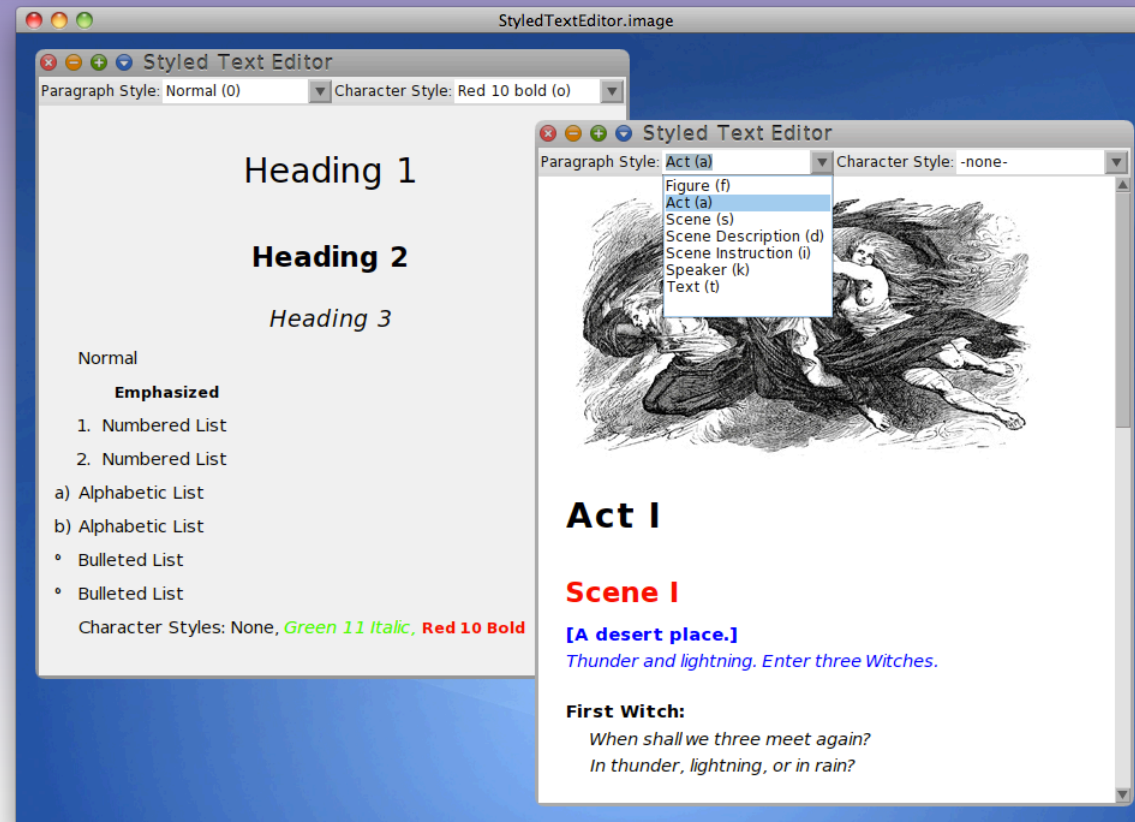 StyledTextEditor.image
Styled Text Editor
Paragraph Style: Normal (0) Character Style: Red 10 bold (o)
Heading 1
Heading 2
Heading 3
Normal
Emphasized
1. Numbered List
2. Numbered List
a) Alphabetic List
b) Alphabetic List
° Bulleted List
° Bulleted List
Character Styles: None, Green 11 Italic, Red 10 Bold
Styled Text Editor
Paragraph Style: Act (a) Character Style: -none-
Figure (f)
Act (a)
Scene (s)
Scene Description (d)
Scene Instruction (i)
Speaker (k)
Text (t)
Act I
Scene I
[A desert place.]
Thunder and lightning. Enter three Witches.
First Witch:
When shall we three meet again?
In thunder, lightning, or in rain?